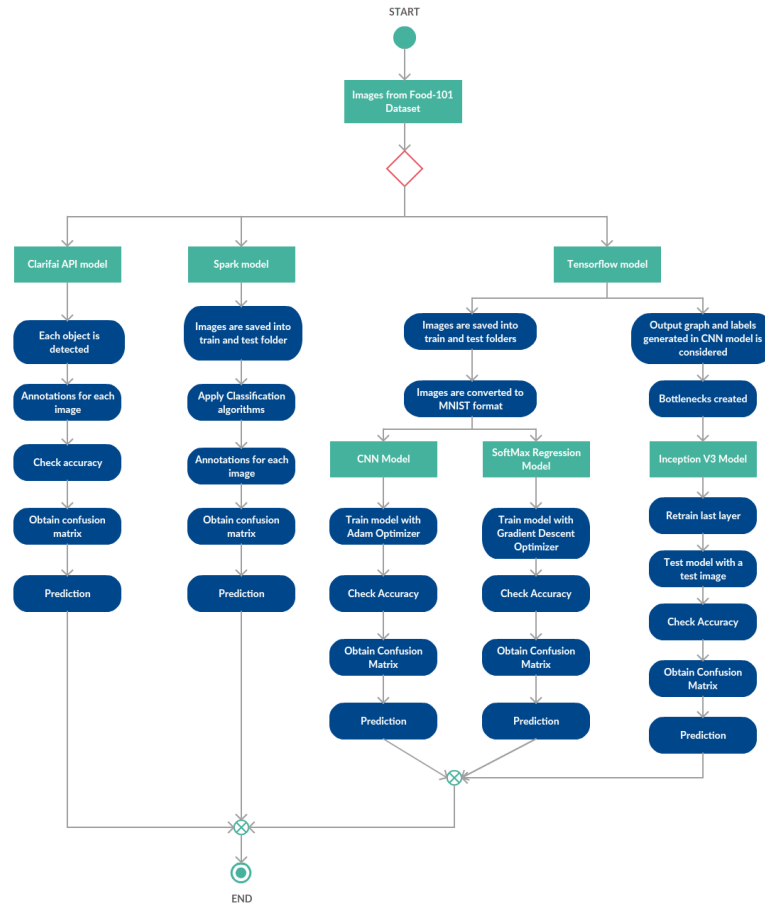 START
Images from Food-101
Dataset
Clarifai API model
Spark model
Tensorflow model
Each object is
detected
Annotations for each
image
Check accuracy
Obtain confusion
matrix
Prediction
Images are saved into
train and test folder
Apply Classification
algorithms
Annotations for each
image
Obtain confusion
matrix
Prediction
Images are saved into
train and test folders
Images are converted to
MNIST format
CNN Model
Train model with
Adam Optimizer
Check Accuracy
Obtain Confusion
Matrix
Prediction
SoftMax Regression
Model
Train model with
Gradient Descent
Optimizer
Check Accuracy
Obtain Confusion
Matrix
Prediction
Output graph and labels
generated in CNN model is
considered
Bottlenecks created
Inception V3 Model
Retrain last layer
Test model with a
test image
Check Accuracy
Obtain Confusion
Matrix
Prediction
END